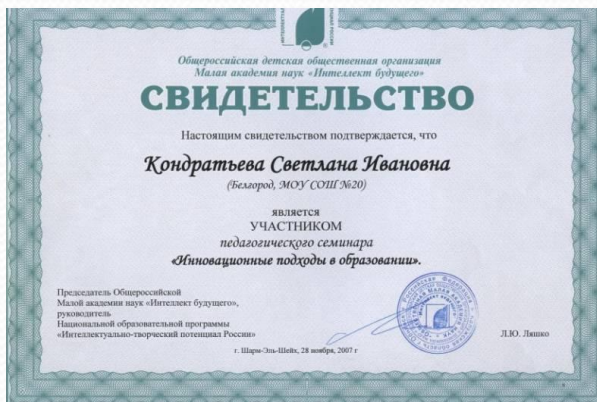 Общероссийская детская общественная организация
Малая академия наук «Интеллект будущего»
СВИДЕТЕЛЬСТВО
Настоящим свидетельством подтверждается, что
Кондратьева Светлана Ивановна
(Белгород, МОУ СОШ №20)
является
УЧАСТНИКОМ
педагогического семинара
«Инновационные подходы в образовании».
Председатель Общероссийской
Малой академии наук «Интеллект будущего»,
руководитель
Национальной образовательной программы
«Интеллектуально-творческий потенциал России»
Л.Ю. Ляшко
г. Шарм-Эль-Шейх, 28 ноября, 2007 г